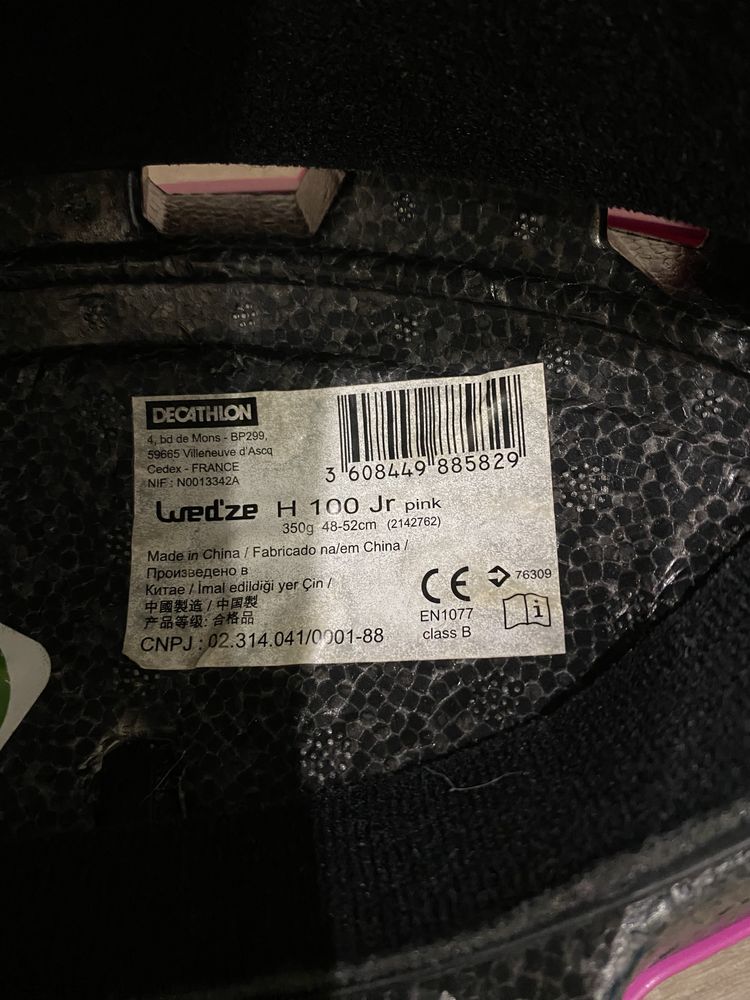 DECATHLON
4, bd de Mons - BP299,
59665 Villeneuve d'Ascq
Cedex - FRANCE
NIF : N0013342A
3 608449 885829
Wed'ze H 100 Jr pink
350g 48-52cm (2142762)
Made in China / Fabricado na/em China /
Произведено в
Китае / İmal edildiği yer Çin /
中國製造 / 中国製
产品等级: 合格品
CNPJ : 02.314.041/0001-88
CE 76309
EN1077
class B
i